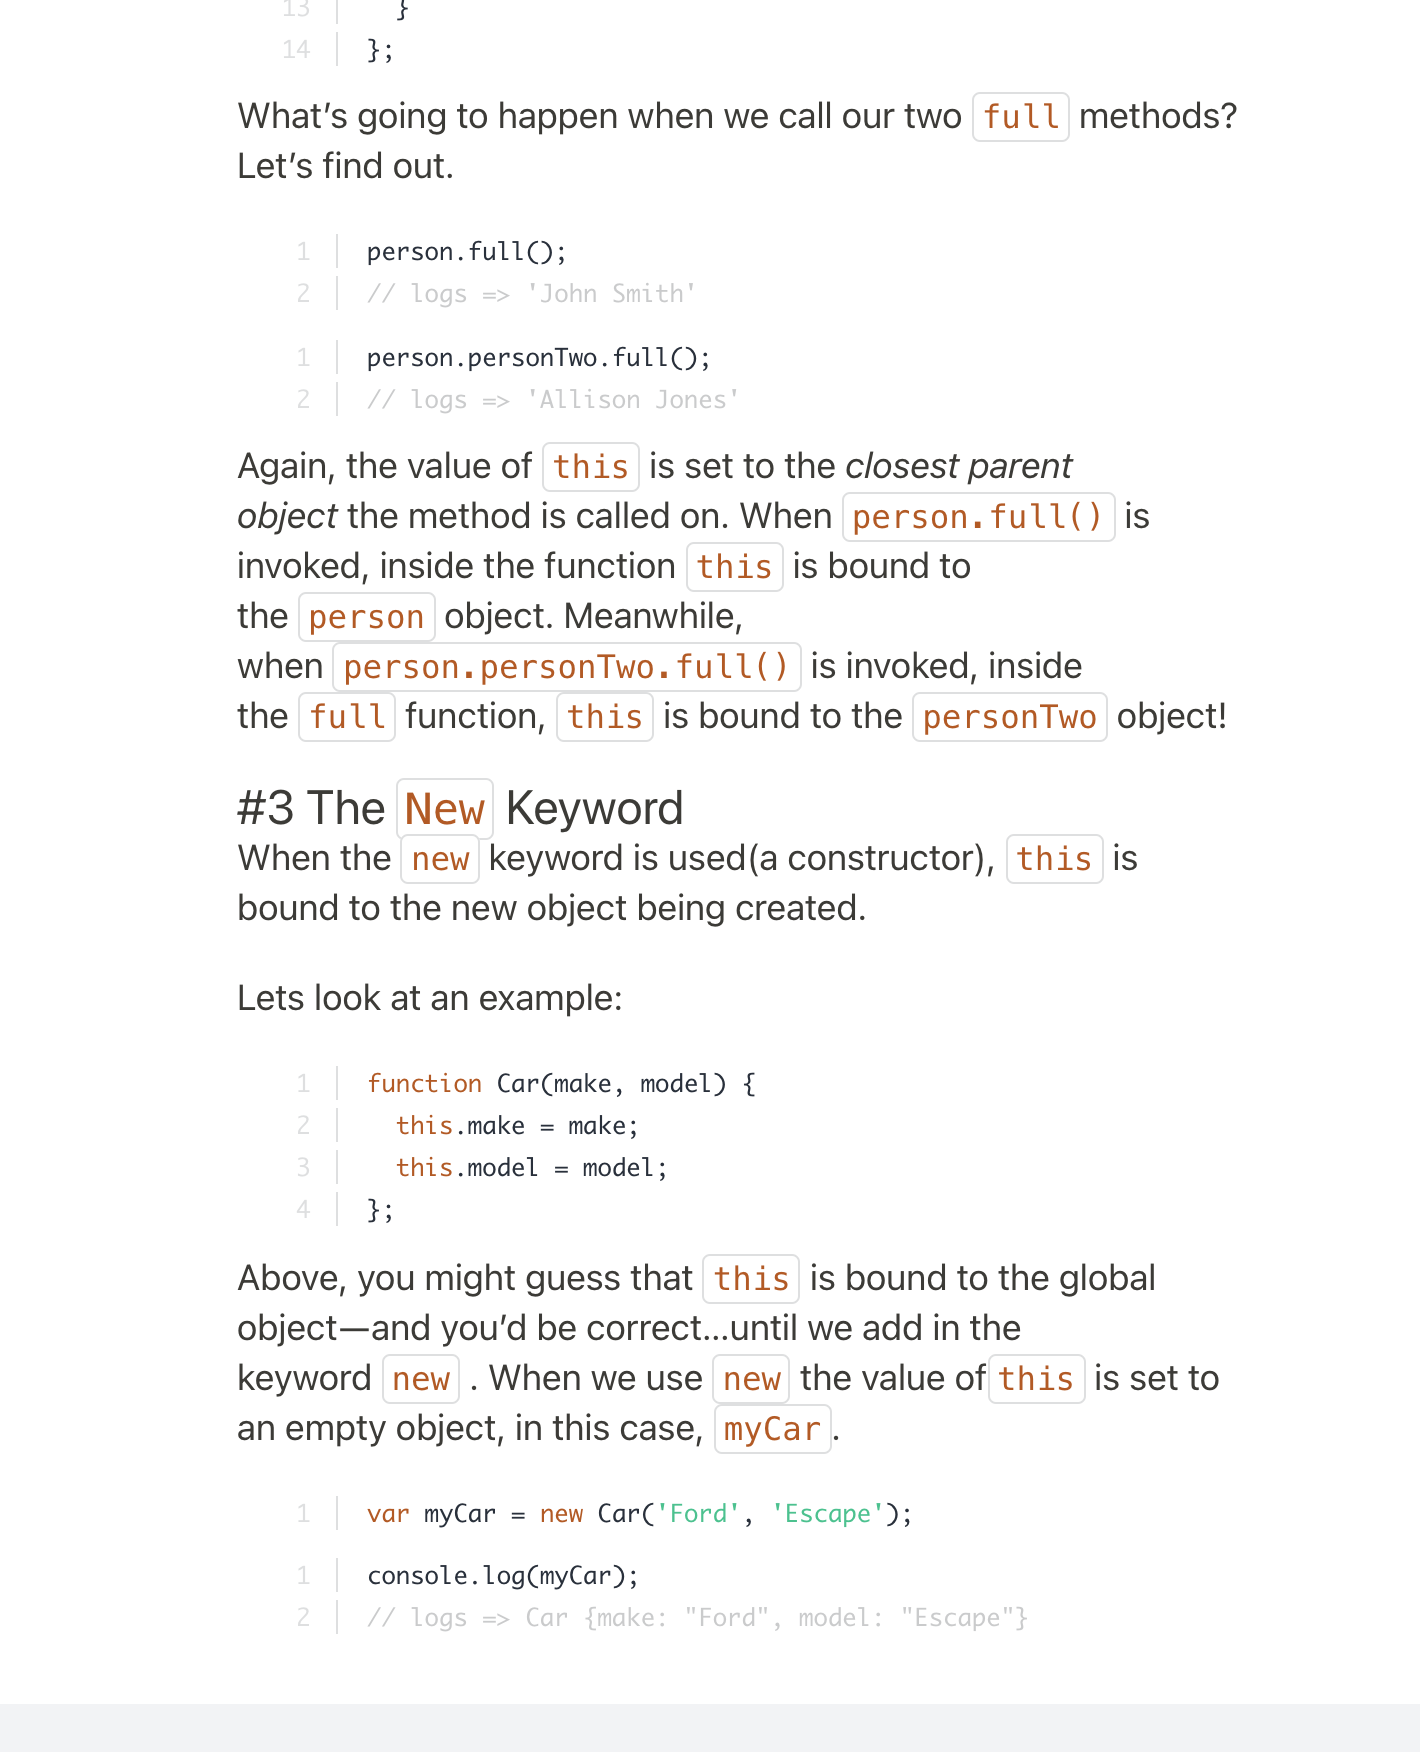 13 }
14 };
What’s going to happen when we call our two full methods?
Let’s find out.
1 person.full();
2 // logs => 'John Smith'
1 person.personTwo.full();
2 // logs => 'Allison Jones'
Again, the value of this is set to the closest parent
object the method is called on. When person.full() is
invoked, inside the function this is bound to
the person object. Meanwhile,
when person.personTwo.full() is invoked, inside
the full function, this is bound to the personTwo object!
#3 The New Keyword
When the new keyword is used(a constructor), this is
bound to the new object being created.
Lets look at an example:
1 function Car(make, model) {
2 this.make = make;
3 this.model = model;
4 };
Above, you might guess that this is bound to the global
object—and you’d be correct…until we add in the
keyword new . When we use new the value of this is set to
an empty object, in this case, myCar.
1 var myCar = new Car('Ford', 'Escape');
1 console.log(myCar);
2 // logs => Car {make: "Ford", model: "Escape"}